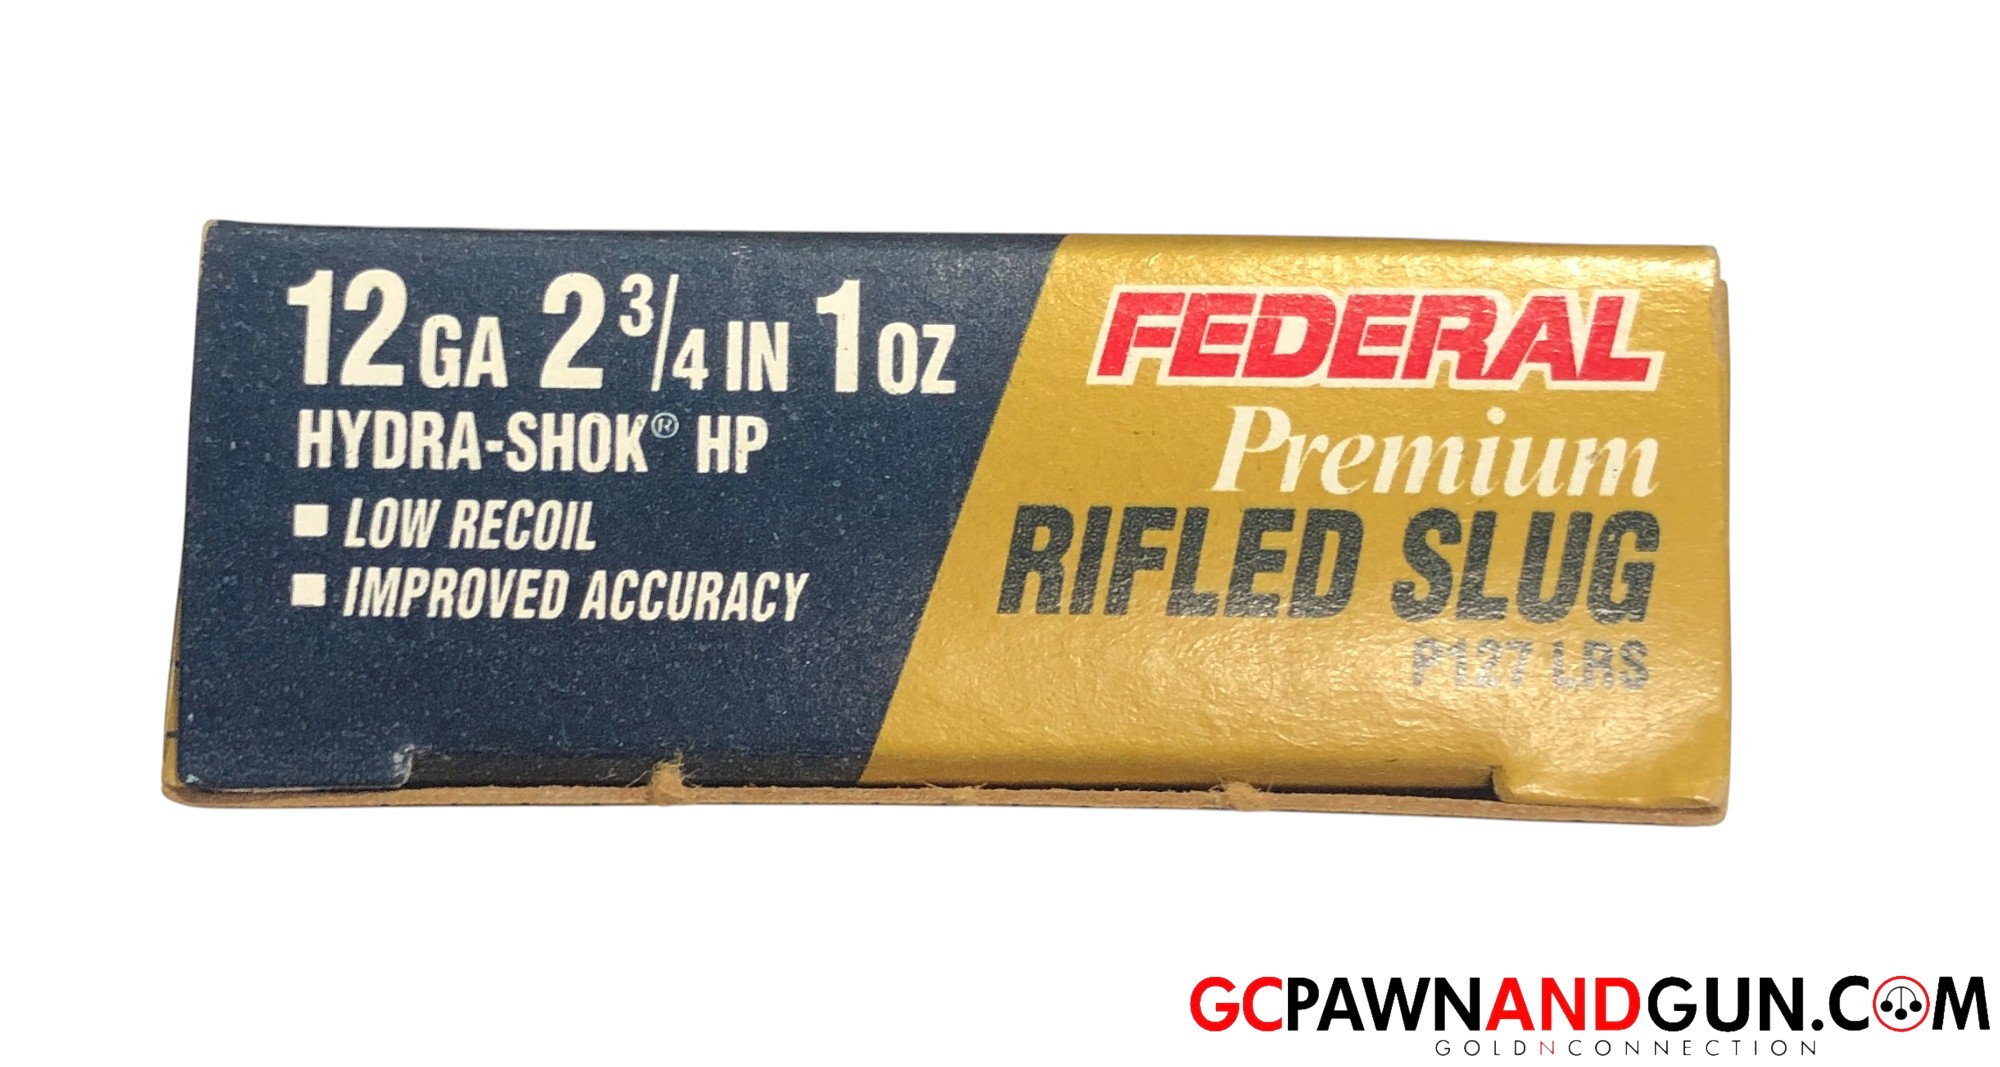 12 GA 2 3/4 IN 1 OZ
HYDRA-SHOK® HP
■ LOW RECOIL
■ IMPROVED ACCURACY
FEDERAL
Premium
RIFLED SLUG
P127 LRS
GCPAWNANDGUN.COM
GOLDNCONNECTION